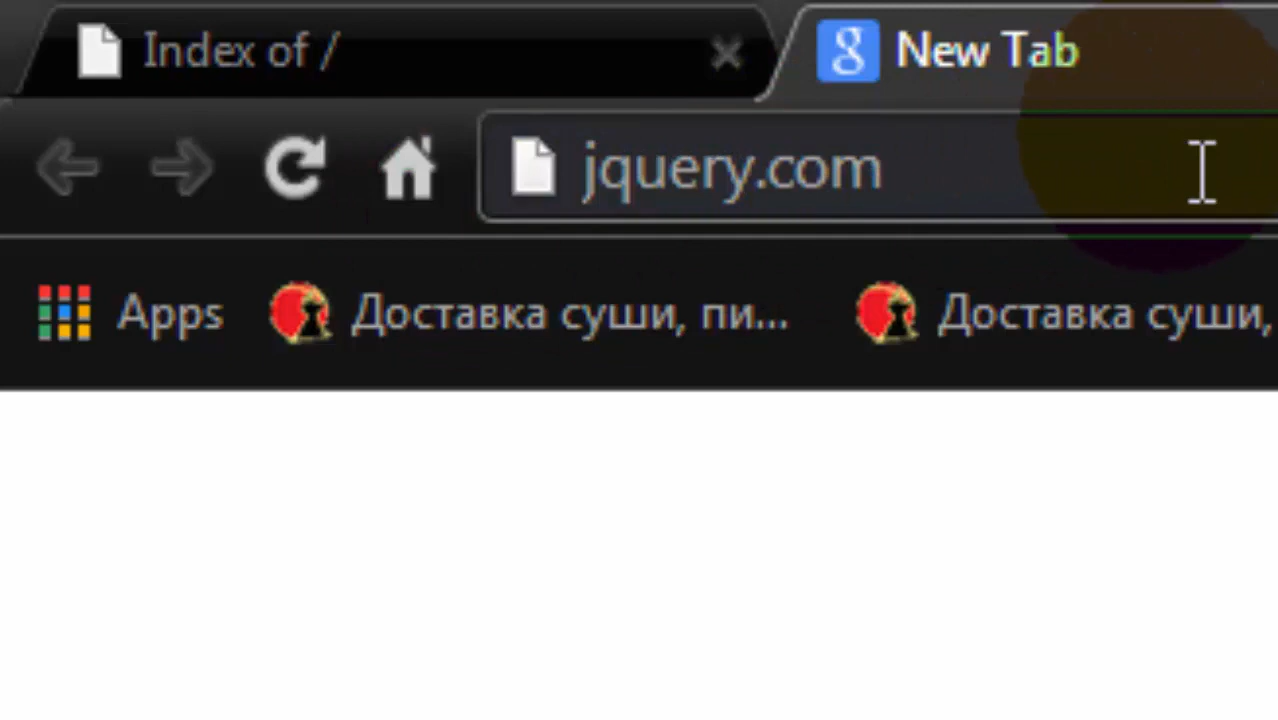 Index of /
New Tab
jquery.com
Apps
Доставка суши, пи...
Доставка суши,